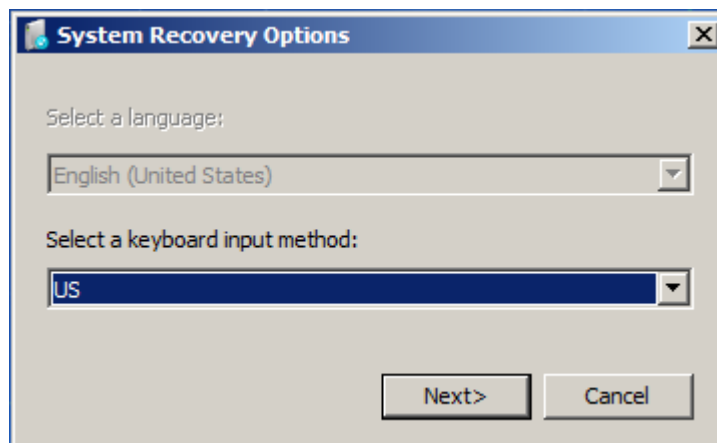 System Recovery Options
Select a language:
English (United States)
Select a keyboard input method:
US
Next>
Cancel